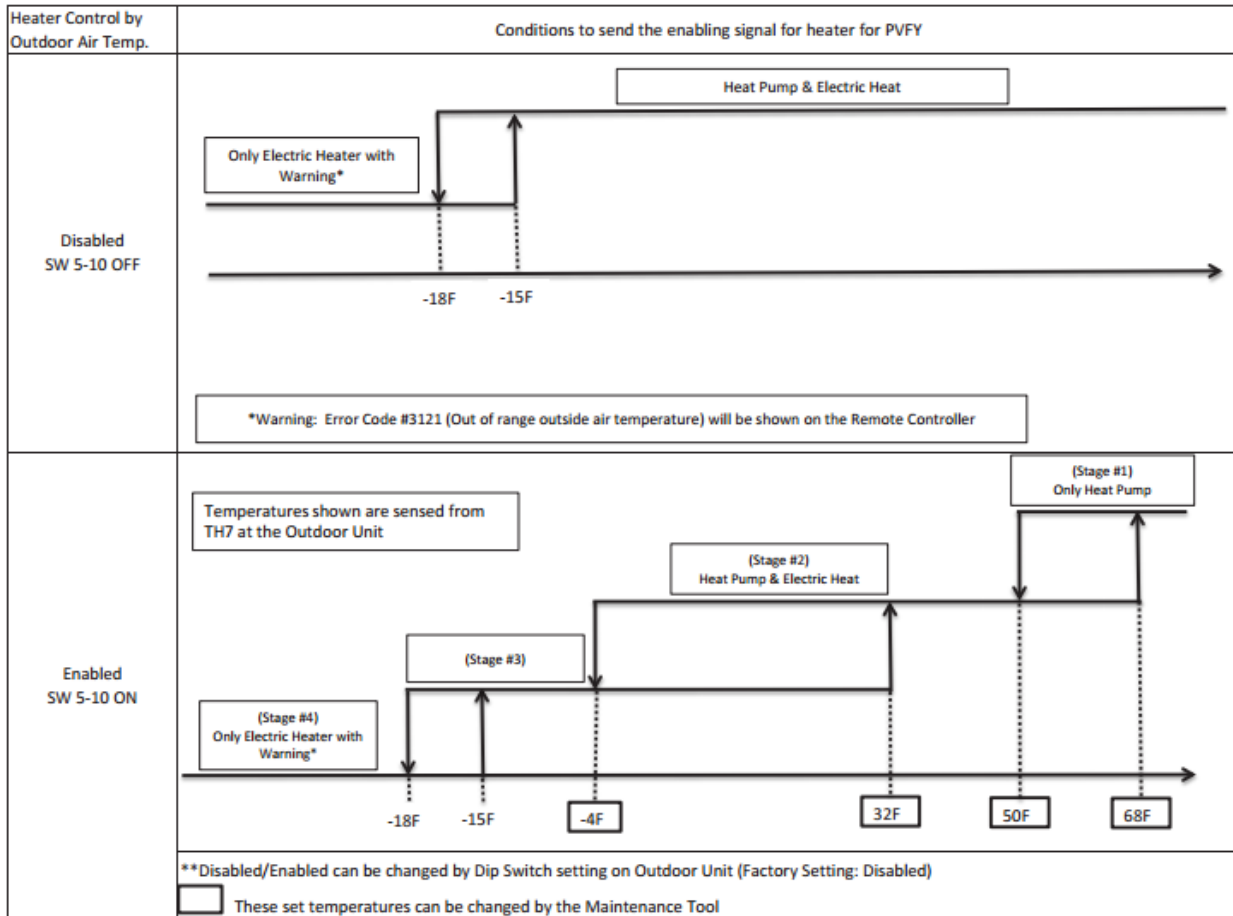 Heater Control by
Outdoor Air Temp.
Conditions to send the enabling signal for heater for PVFY
Disabled
SW 5-10 OFF
Heat Pump & Electric Heat
Only Electric Heater with
Warning*
-18F
-15F
*Warning: Error Code #3121 (Out of range outside air temperature) will be shown on the Remote Controller
Enabled
SW 5-10 ON
(Stage #1)
Only Heat Pump
Temperatures shown are sensed from
TH7 at the Outdoor Unit
(Stage #2)
Heat Pump & Electric Heat
(Stage #3)
(Stage #4)
Only Electric Heater with
Warning*
-18F
-15F
-4F
32F
50F
68F
**Disabled/Enabled can be changed by Dip Switch setting on Outdoor Unit (Factory Setting: Disabled)
These set temperatures can be changed by the Maintenance Tool